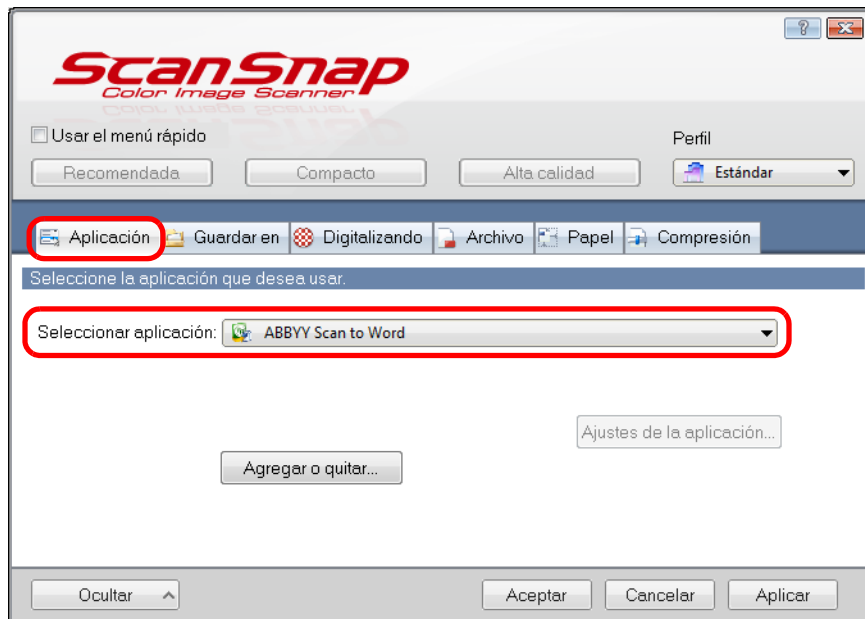 ScanSnap
Color Image Scanner
Usar el menú rápido
Perfil
Recomendada Compacto Alta calidad Estándar
Aplicación Guardar en Digitalizando Archivo Papel Compresión
Seleccione la aplicación que desea usar.
Seleccionar aplicación: ABBYY Scan to Word
Ajustes de la aplicación...
Agregar o quitar...
Ocultar Aceptar Cancelar Aplicar